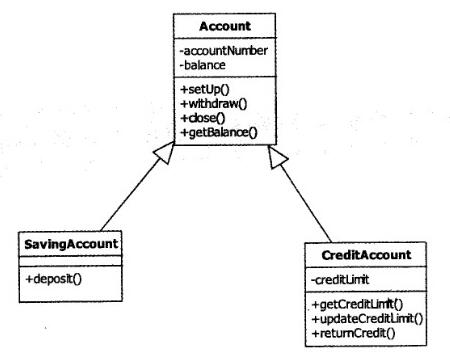 Account
-accountNumber
-balance
+setUp()
+withdraw()
+close()
+getBalance()
SavingAccount
+deposit()
CreditAccount
-creditLimit
+getCreditLimit()
+updateCreditLimit()
+returnCredit()